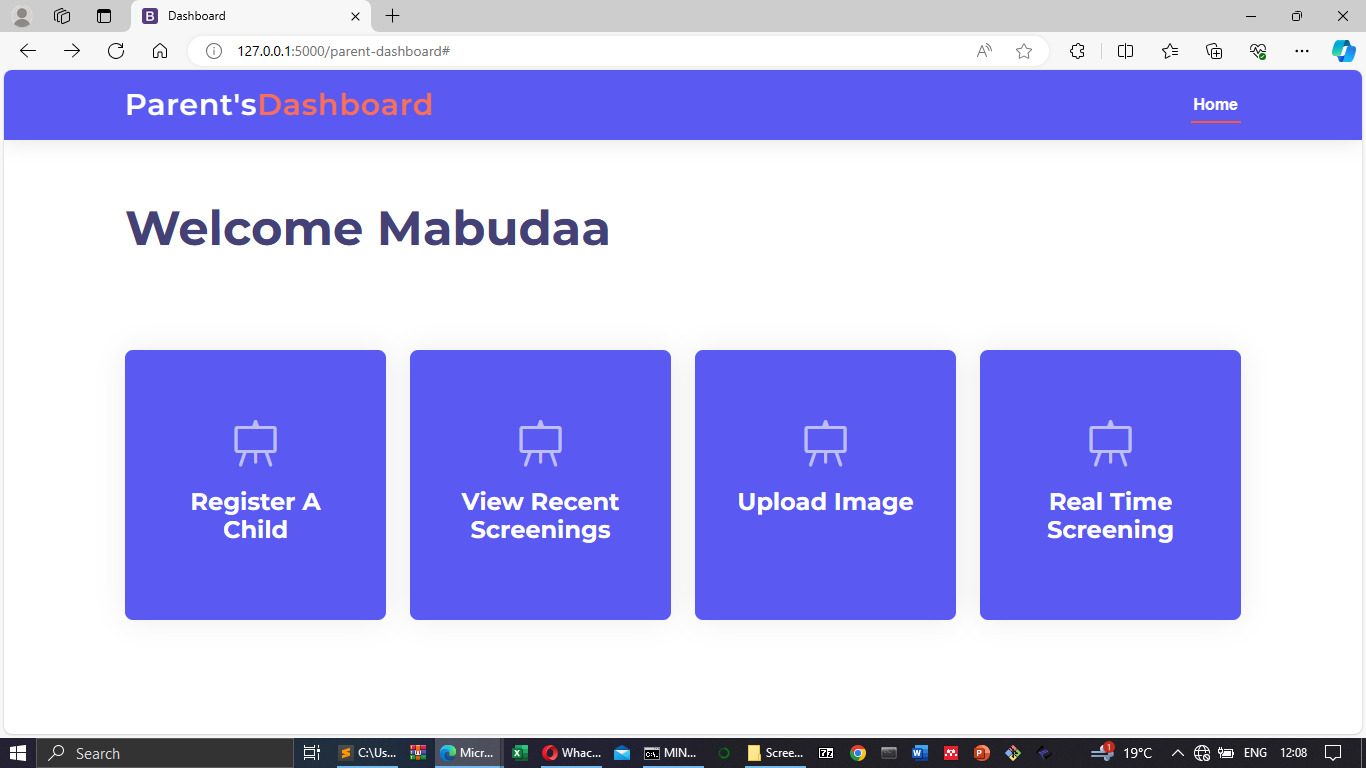 Dashboard
127.0.0.1:5000/parent-dashboard#
Parent'sDashboard
Home
Welcome Mabudaa
Register A
Child
View Recent
Screenings
Upload Image
Real Time
Screening
Search
C:\Us...
Micr...
Whac...
MIN...
Scree...
1
19°C
ENG
12:08